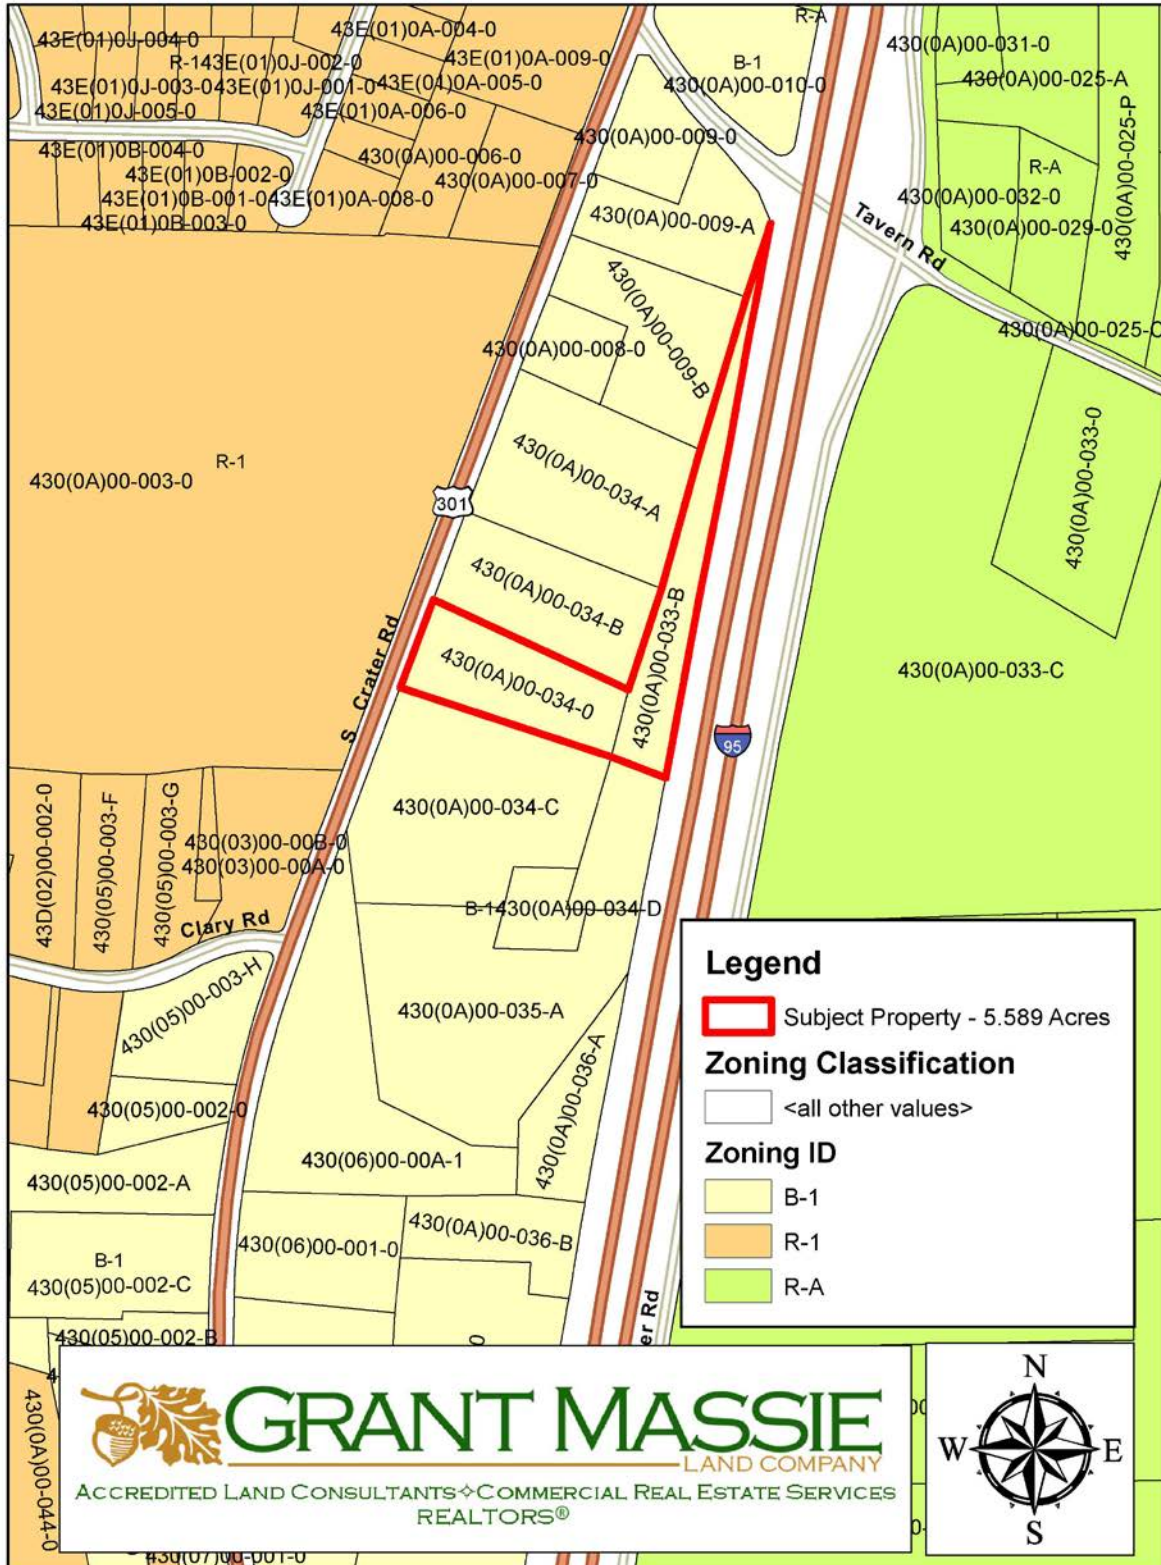 43E(01)0J-004-0
43E(01)0A-004-0
R-A
430(0A)00-031-0
R-143E(01)0J-002-0
43E(01)0A-009-0
B-1
430(0A)00-025-A
43E(01)0J-003-043E(01)0J-001-0
43E(01)0A-005-0
430(0A)00-010-0
43E(01)0J-005-0
43E(01)0A-006-0
430(0A)00-025-P
43E(01)0B-004-0
430(0A)00-006-0
430(0A)00-009-0
43E(01)0B-002-0
430(0A)00-007-0
R-A
43E(01)0B-001-043E(01)0A-008-0
430(0A)00-032-0
43E(01)0B-003-0
430(0A)00-009-A
Tavern Rd
430(0A)00-029-0
430(0A)00-009-B
430(0A)00-008-0
430(0A)00-025-C
R-1
430(0A)00-003-0
430(0A)00-034-A
430(0A)00-033-0
301
430(0A)00-034-B
430(0A)00-033-B
S Crater Rd
430(0A)00-034-0
430(0A)00-033-C
95
43D(02)00-002-0
430(05)00-003-F
430(05)00-003-G
430(03)00-00B-0
430(03)00-00A-0
430(0A)00-034-C
Clary Rd
B-1430(0A)00-034-D
430(05)00-003-H
430(0A)00-035-A
430(0A)00-036-A
430(05)00-002-0
430(06)00-00A-1
430(05)00-002-A
430(0A)00-036-B
430(06)00-001-0
B-1
430(05)00-002-C
430(05)00-002-B
er Rd
430(0A)00-044-0
430(07)00-001-0
Legend
Subject Property - 5.589 Acres
Zoning Classification
<all other values>
Zoning ID
B-1
R-1
R-A
GRANT MASSIE
LAND COMPANY
ACCREDITED LAND CONSULTANTS✧COMMERCIAL REAL ESTATE SERVICES
REALTORS®
N
W
E
S